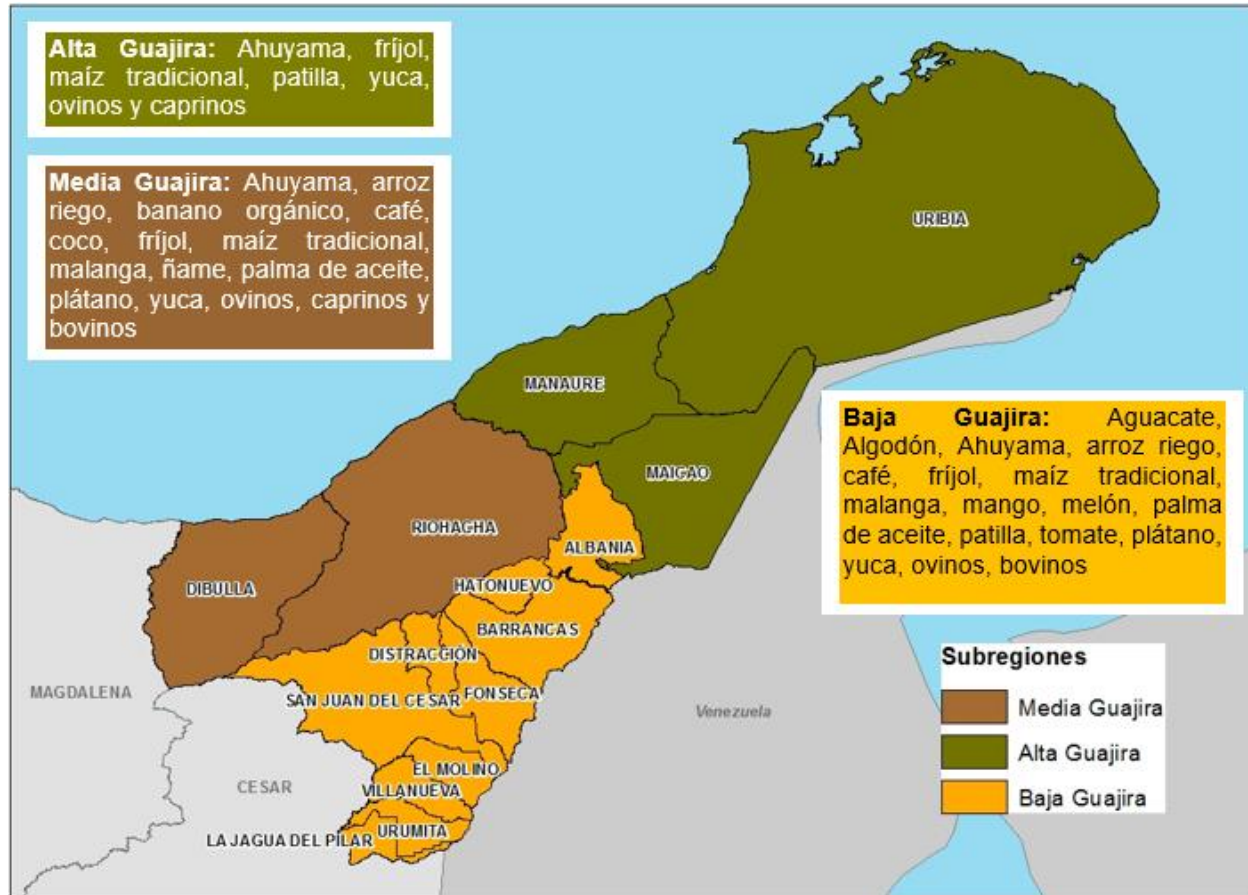 Alta Guajira: Ahuyama, fríjol,
maíz tradicional, patilla, yuca,
ovinos y caprinos
Media Guajira: Ahuyama, arroz
riego, banano orgánico, café,
coco, fríjol, maíz tradicional,
malanga, ñame, palma de aceite,
plátano, yuca, ovinos, caprinos y
bovinos
URIBIA
MANAURE
MAICAO
Baja Guajira: Aguacate,
Algodón, Ahuyama, arroz riego,
café, fríjol, maíz tradicional,
malanga, mango, melón, palma
de aceite, patilla, tomate, plátano,
yuca, ovinos, bovinos
RIOHACHA
ALBANIA
DIBULLA
HATONUEVO
BARRANCAS
DISTRACCIÓN
FONSECA
SAN JUAN DEL CESAR
MAGDALENA
Venezuela
EL MOLINO
VILLANUEVA
CESAR
URUMITA
LA JAGUA DEL PILAR
Subregiones
Media Guajira
Alta Guajira
Baja Guajira